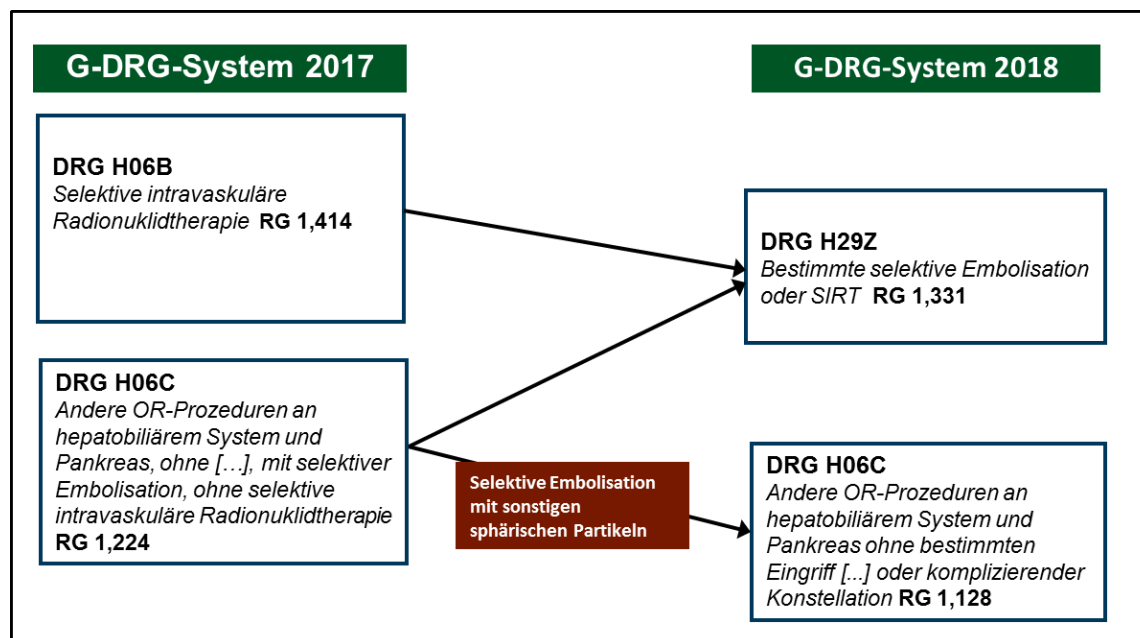 G-DRG-System 2017
G-DRG-System 2018
DRG H06B
Selektive intravaskuläre
Radionuklidtherapie RG 1,414
DRG H29Z
Bestimmte selektive Embolisation
oder SIRT RG 1,331
DRG H06C
Andere OR-Prozeduren an
hepatobiliärem System und
Pankreas, ohne […], mit selektiver
Embolisation, ohne selektive
intravaskuläre Radionuklidtherapie
RG 1,224
Selektive Embolisation
mit sonstigen
sphärischen Partikeln
DRG H06C
Andere OR-Prozeduren an
hepatobiliärem System und
Pankreas ohne bestimmten
Eingriff [...] oder komplizierender
Konstellation RG 1,128